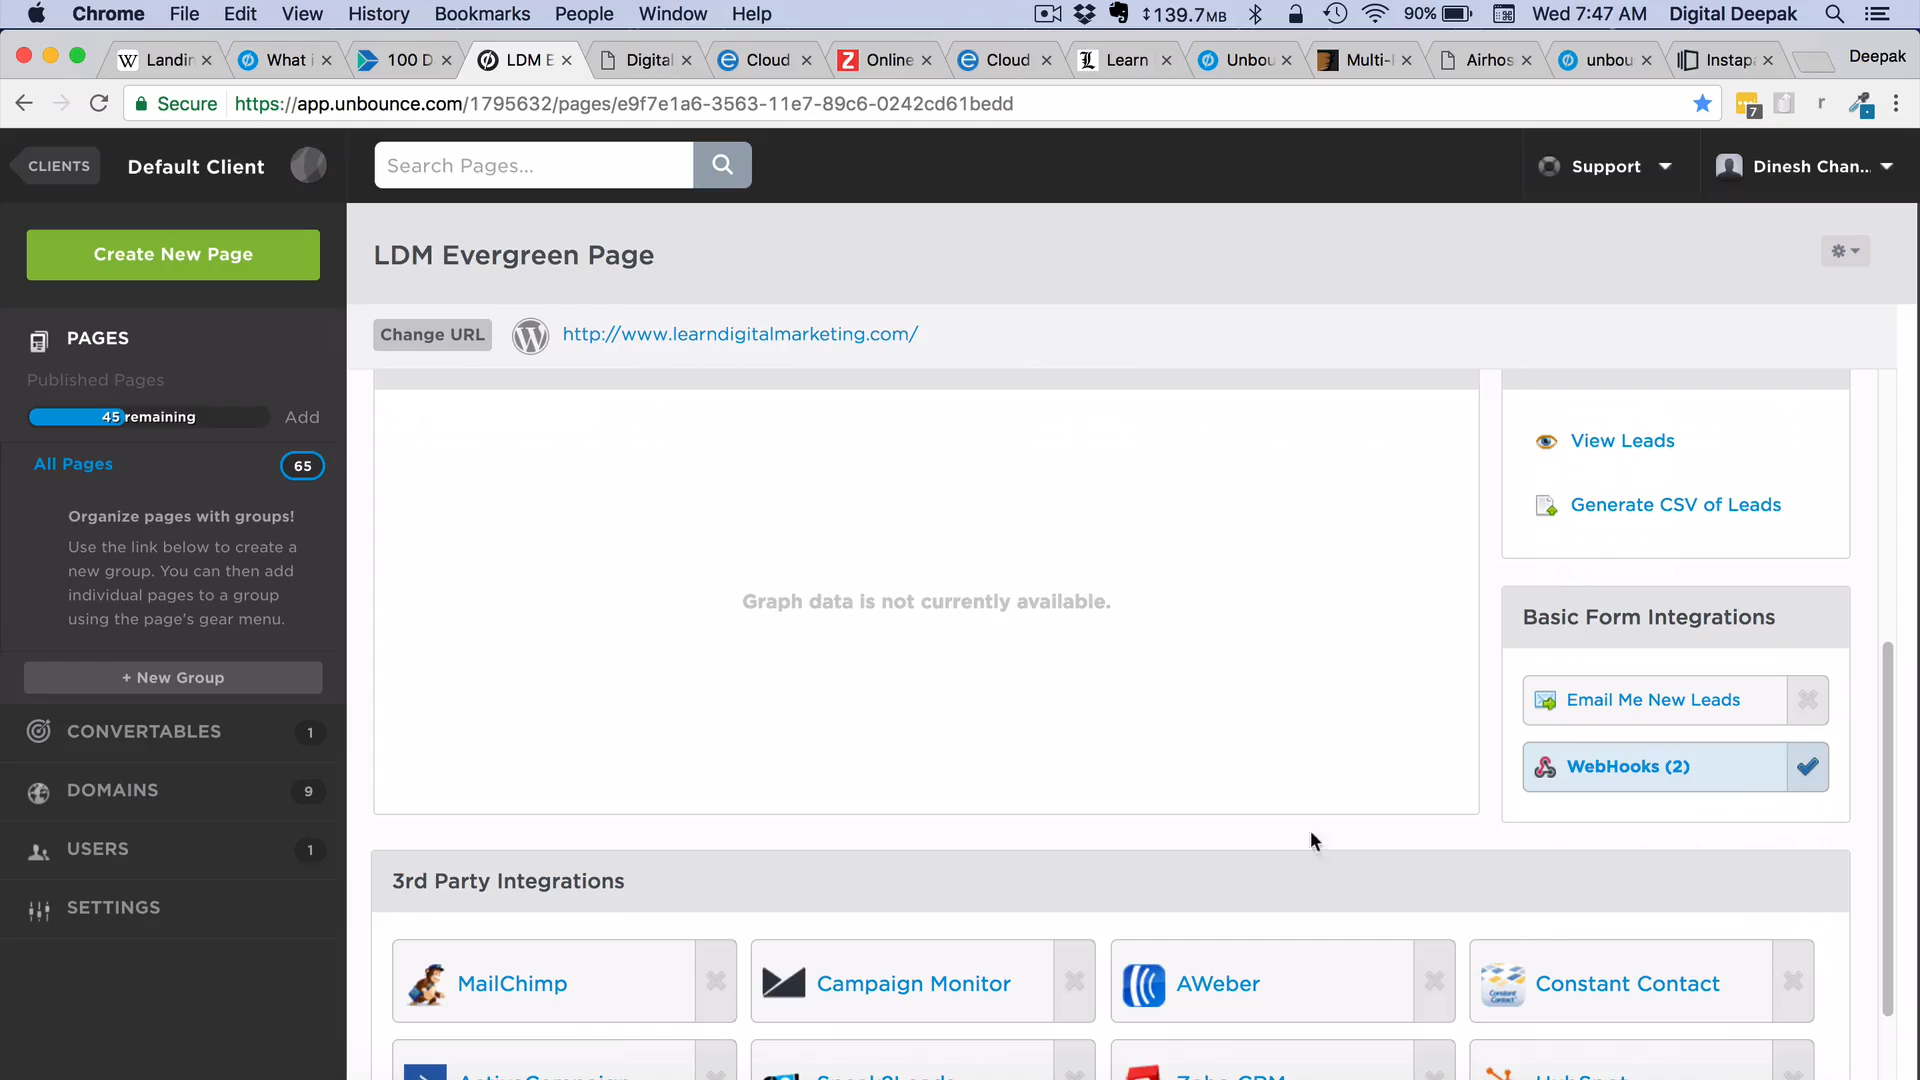 Chrome File Edit View History Bookmarks People Window Help 139.7MB 90% Wed 7:47 AM Digital Deepak
Landin What i 100 D LDM E Digital Cloud Online Cloud Learn Unbou Multi- Airhos unbou Instap Deepak
Secure https://app.unbounce.com/1795632/pages/e9f7e1a6-3563-11e7-89c6-0242cd61bedd 7 r
CLIENTS Default Client Search Pages... Support Dinesh Chan...
Create New Page
LDM Evergreen Page
PAGES
Change URL http://www.learndigitalmarketing.com/
Published Pages
45 remaining Add
All Pages 65
Organize pages with groups!
Use the link below to create a
new group. You can then add
individual pages to a group
using the page's gear menu.
+ New Group
CONVERTABLES 1
DOMAINS 9
USERS 1
SETTINGS
Graph data is not currently available.
View Leads
Generate CSV of Leads
Basic Form Integrations
Email Me New Leads
WebHooks (2)
3rd Party Integrations
MailChimp Campaign Monitor AWeber Constant Contact
ActiveCampaign Speak2Leads Zoho CRM HubSpot